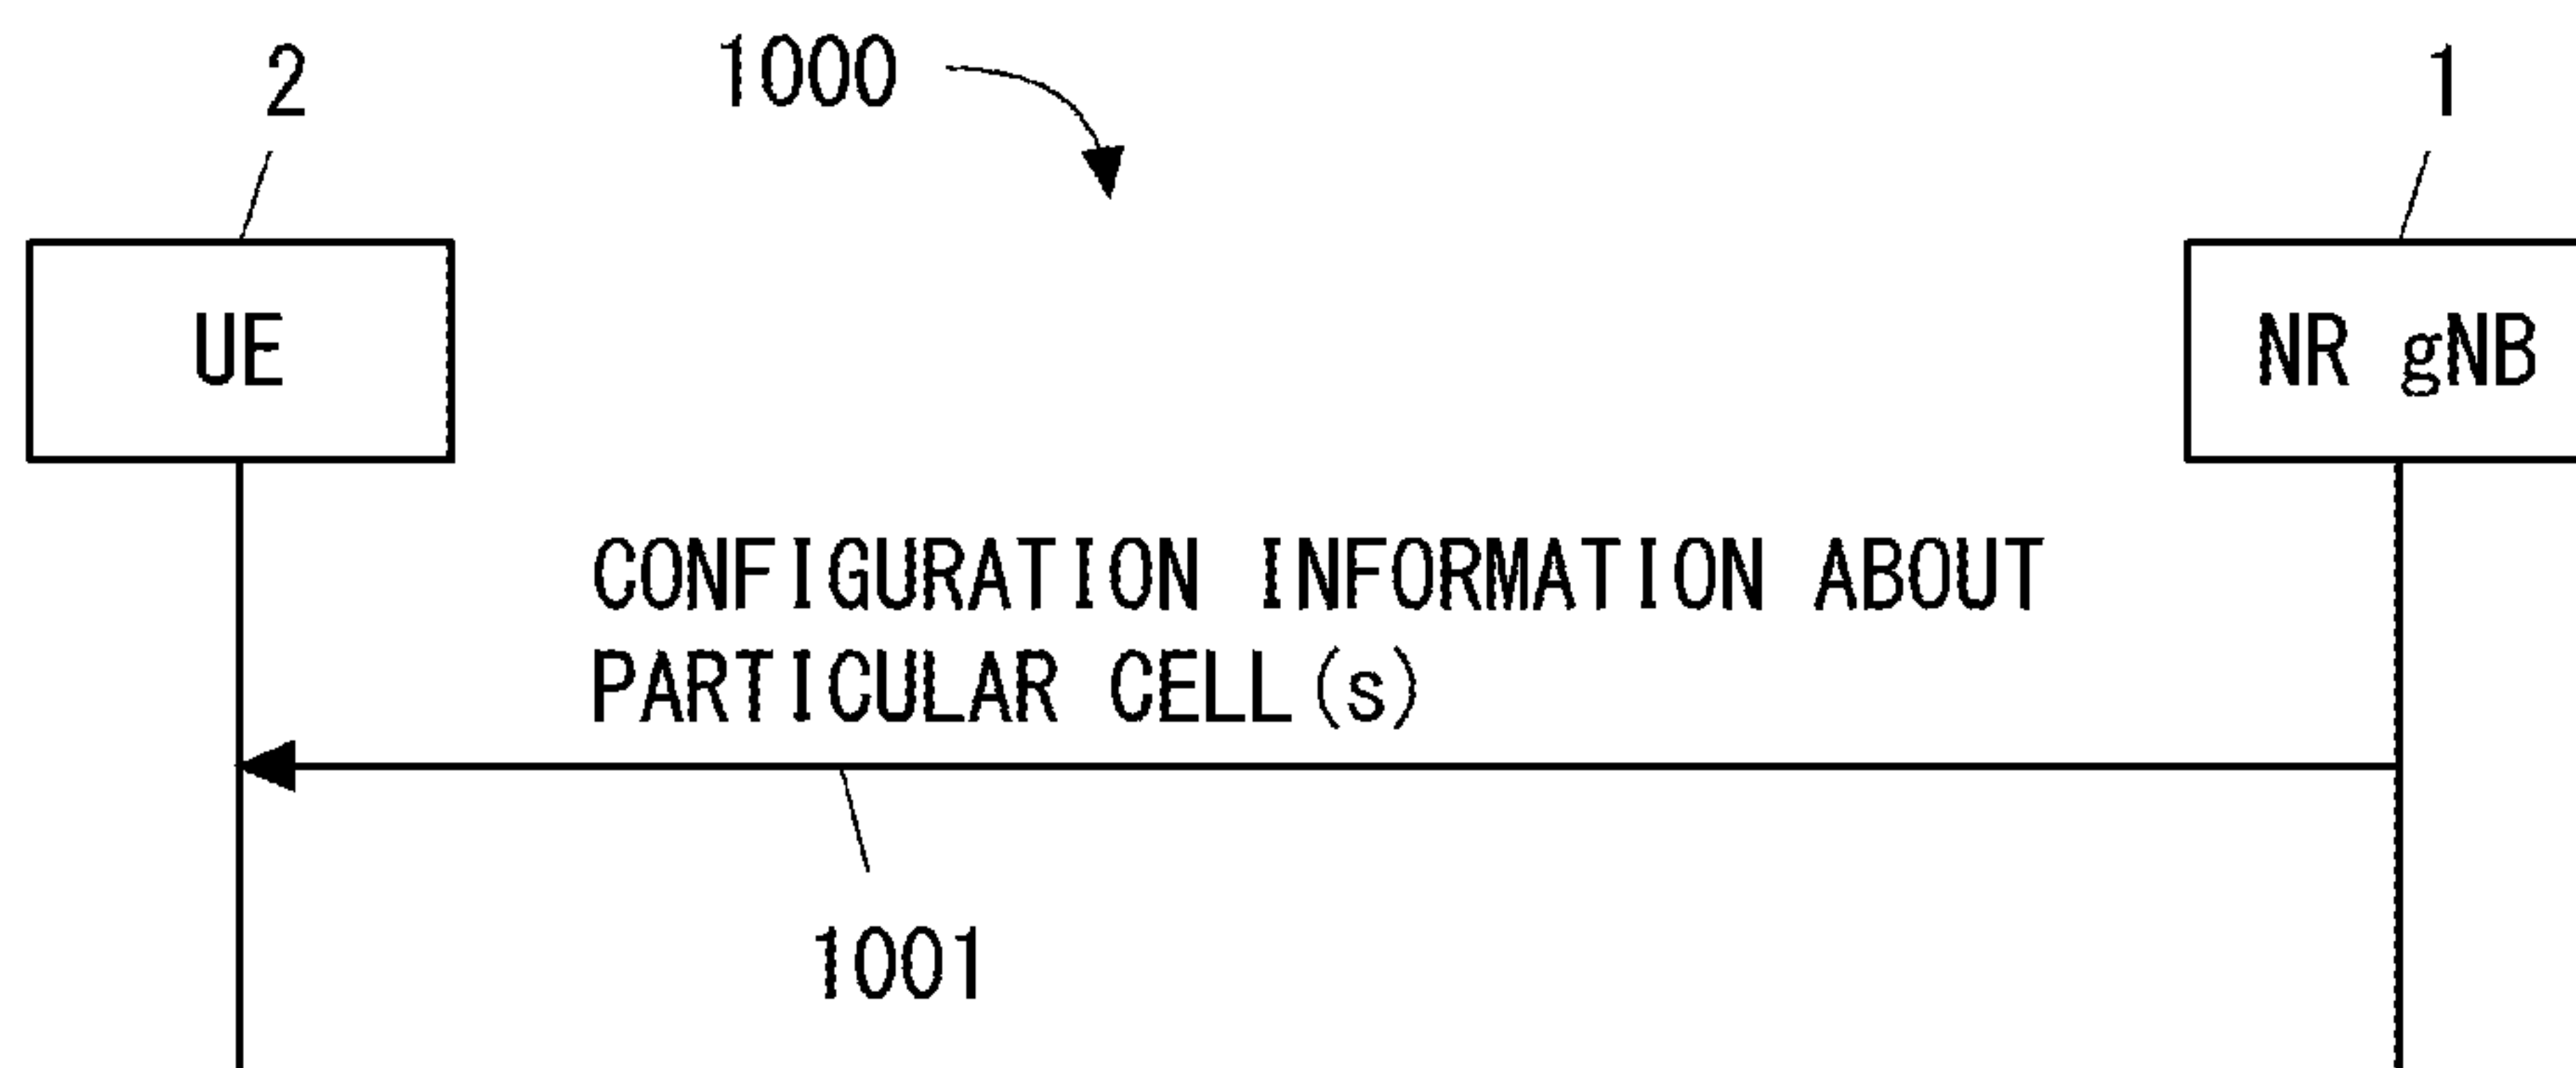 2
1000
1
UE
NR gNB
CONFIGURATION INFORMATION ABOUT
PARTICULAR CELL(s)
1001